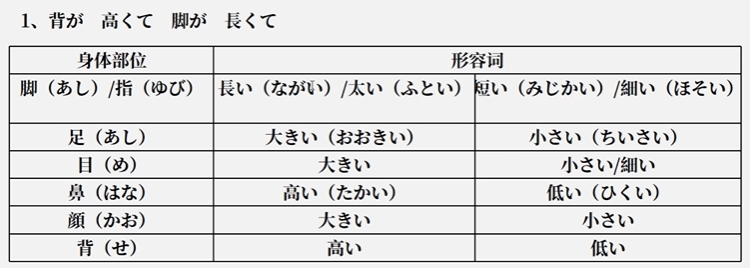 1、背が 高くて 脚が 長くて
身体部位 形容词
脚（あし）/指（ゆび） 長い（ながい）/太い（ふとい） 短い（みじかい）/細い（ほそい）
足（あし） 大きい（おおきい） 小さい（ちいさい）
目（め） 大きい 小さい/細い
鼻（はな） 高い（たかい） 低い（ひくい）
顔（かお） 大きい 小さい
背（せ） 高い 低い